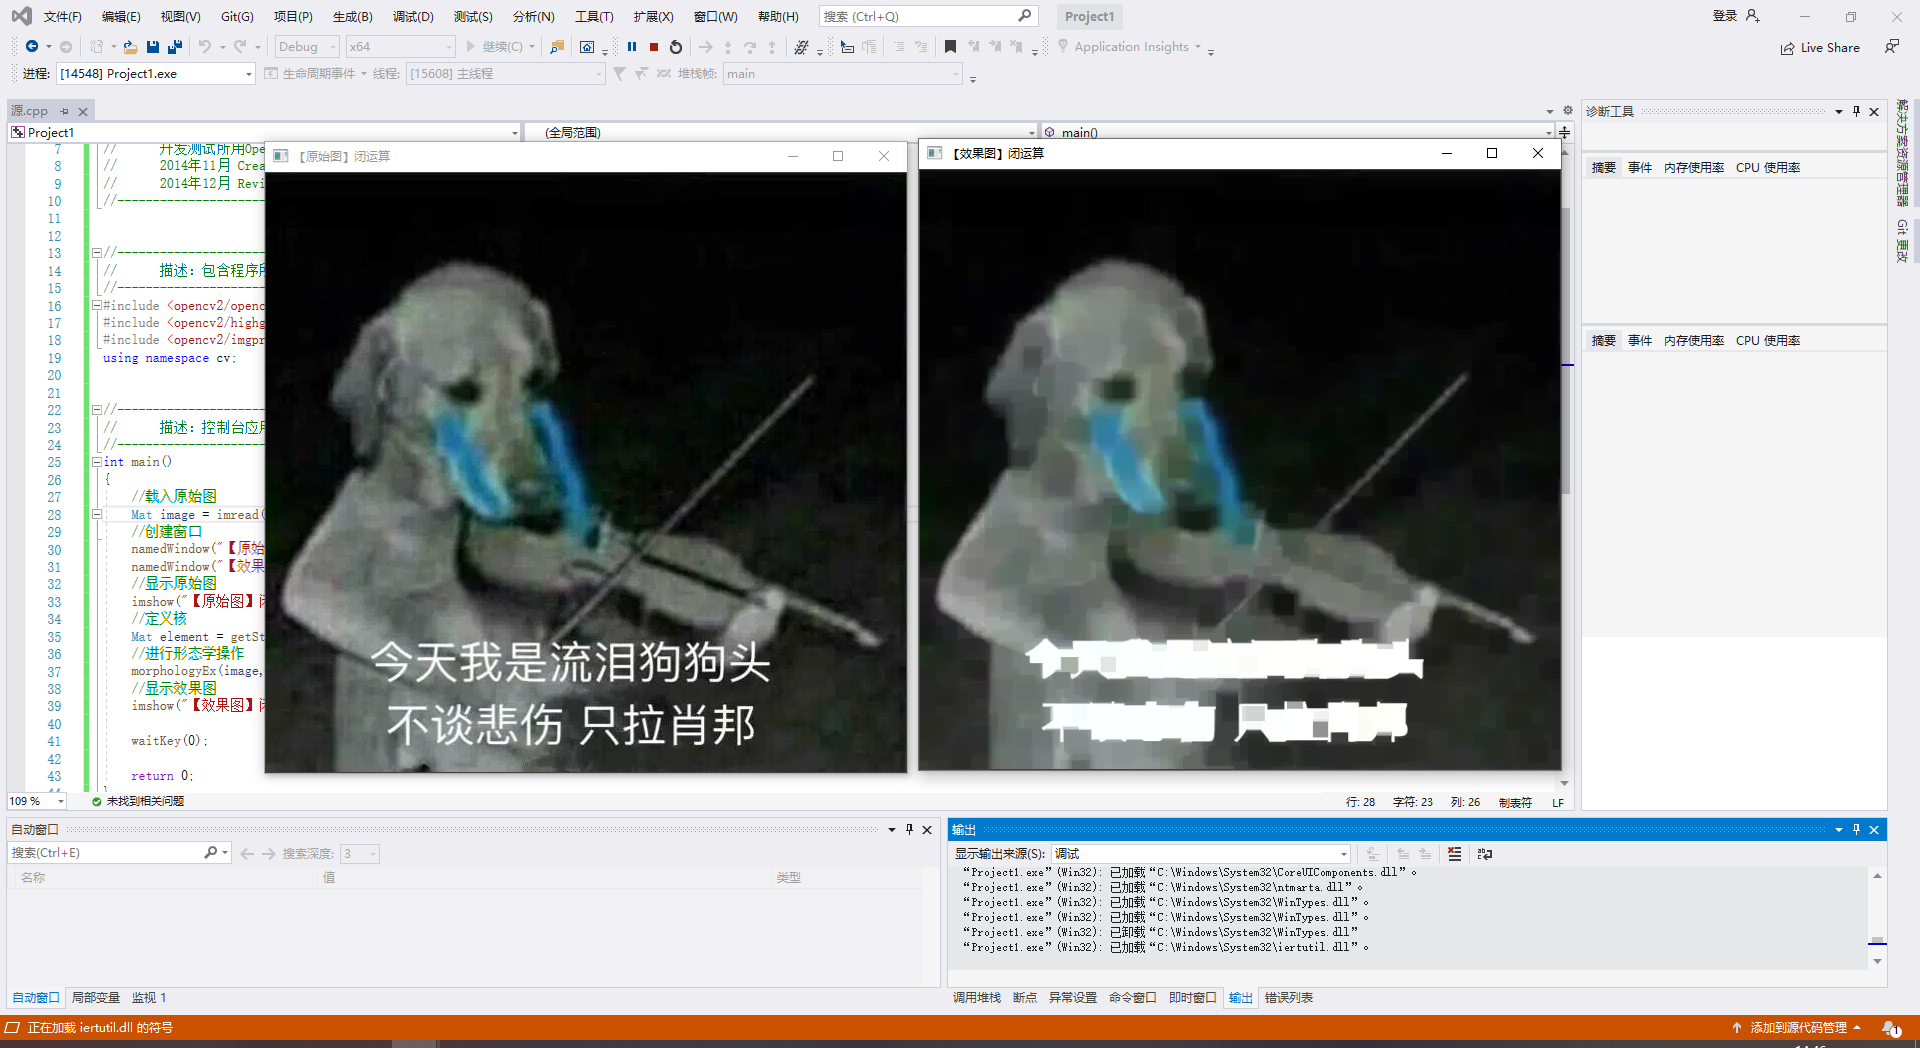 文件(F) 编辑(E) 视图(V) Git(G) 项目(P) 生成(B) 调试(D) 测试(S) 分析(N) 工具(T) 扩展(X) 窗口(W) 帮助(H) 搜索 (Ctrl+Q) Project1 登录
Debug x64 继续(C) Application Insights Live Share
进程: [14548] Project1.exe 生命周期事件 线程: [15608] 主线程 堆栈帧: main
源.cpp
Project1 (全局范围) main()
7 // 开发测试所用Ope
8 // 2014年11月 Crea
9 // 2014年12月 Revi
10 //---------------------
11
12
13 //---------------------
14 // 描述：包含程序所
15 //---------------------
16 #include <opencv2/openc
17 #include <opencv2/highg
18 #include <opencv2/imgpr
19 using namespace cv;
20
21
22 //---------------------
23 // 描述：控制台应用
24 //---------------------
25 int main()
26 {
27 //载入原始图
28 Mat image = imread(
29 //创建窗口
30 namedWindow("【原始
31 namedWindow("【效果
32 //显示原始图
33 imshow("【原始图】闭
34 //定义核
35 Mat element = getSt
36 //进行形态学操作
37 morphologyEx(image,
38 //显示效果图
39 imshow("【效果图】闭
40
41 waitKey(0);
42
43 return 0;
【原始图】闭运算
今天我是流泪狗狗头
不谈悲伤 只拉肖邦
【效果图】闭运算
109 % 未找到相关问题 行: 28 字符: 23 列: 26 制表符 LF
诊断工具
摘要 事件 内存使用率 CPU 使用率
摘要 事件 内存使用率 CPU 使用率
解决方案资源管理器
Git 更改
自动窗口
搜索(Ctrl+E) 搜索深度: 3
名称 值 类型
自动窗口 局部变量 监视 1
输出
显示输出来源(S): 调试
“Project1.exe”(Win32): 已加载“C:\Windows\System32\CoreUIComponents.dll”。
“Project1.exe”(Win32): 已加载“C:\Windows\System32\ntmarta.dll”。
“Project1.exe”(Win32): 已加载“C:\Windows\System32\WinTypes.dll”。
“Project1.exe”(Win32): 已加载“C:\Windows\System32\WinTypes.dll”。
“Project1.exe”(Win32): 已卸载“C:\Windows\System32\WinTypes.dll”
“Project1.exe”(Win32): 已加载“C:\Windows\System32\iertutil.dll”。
调用堆栈 断点 异常设置 命令窗口 即时窗口 输出 错误列表
正在加载 iertutil.dll 的符号 添加到源代码管理 1